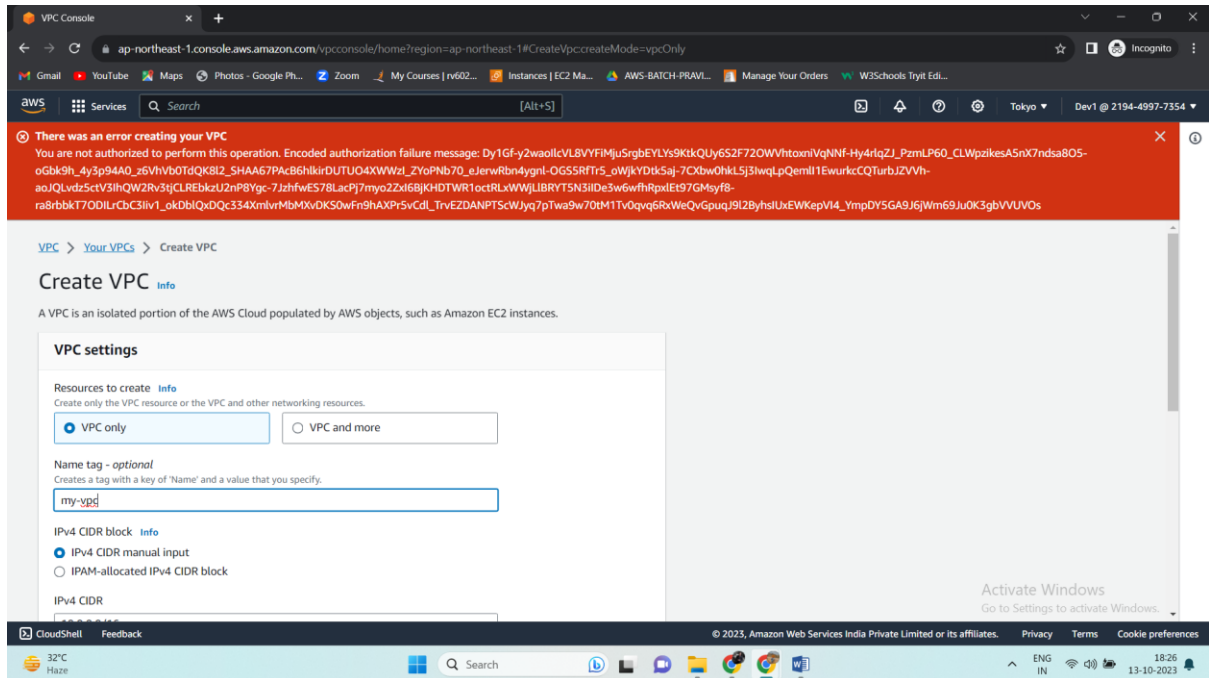 VPC Console
ap-northeast-1.console.aws.amazon.com/vpcconsole/home?region=ap-northeast-1#CreateVpc:createMode=vpcOnly
Incognito
Gmail YouTube Maps Photos - Google Ph... Zoom My Courses | rv602... Instances | EC2 Ma... AWS-BATCH-PRAVI... Manage Your Orders W3Schools Tryit Edi...
aws Services Search [Alt+S] Tokyo Dev1 @ 2194-4997-7354
There was an error creating your VPC
You are not authorized to perform this operation. Encoded authorization failure message:
VPC > Your VPCs > Create VPC
Create VPC Info
A VPC is an isolated portion of the AWS Cloud populated by AWS objects, such as Amazon EC2 instances.
VPC settings
Resources to create Info
Create only the VPC resource or the VPC and other networking resources.
VPC only VPC and more
Name tag - optional
Creates a tag with a key of 'Name' and a value that you specify.
my-vpc
IPv4 CIDR block Info
IPv4 CIDR manual input
IPAM-allocated IPv4 CIDR block
IPv4 CIDR
Activate Windows
Go to Settings to activate Windows.
CloudShell Feedback © 2023, Amazon Web Services India Private Limited or its affiliates. Privacy Terms Cookie preferences
32°C
Haze
Search
ENG
IN
18:26
13-10-2023